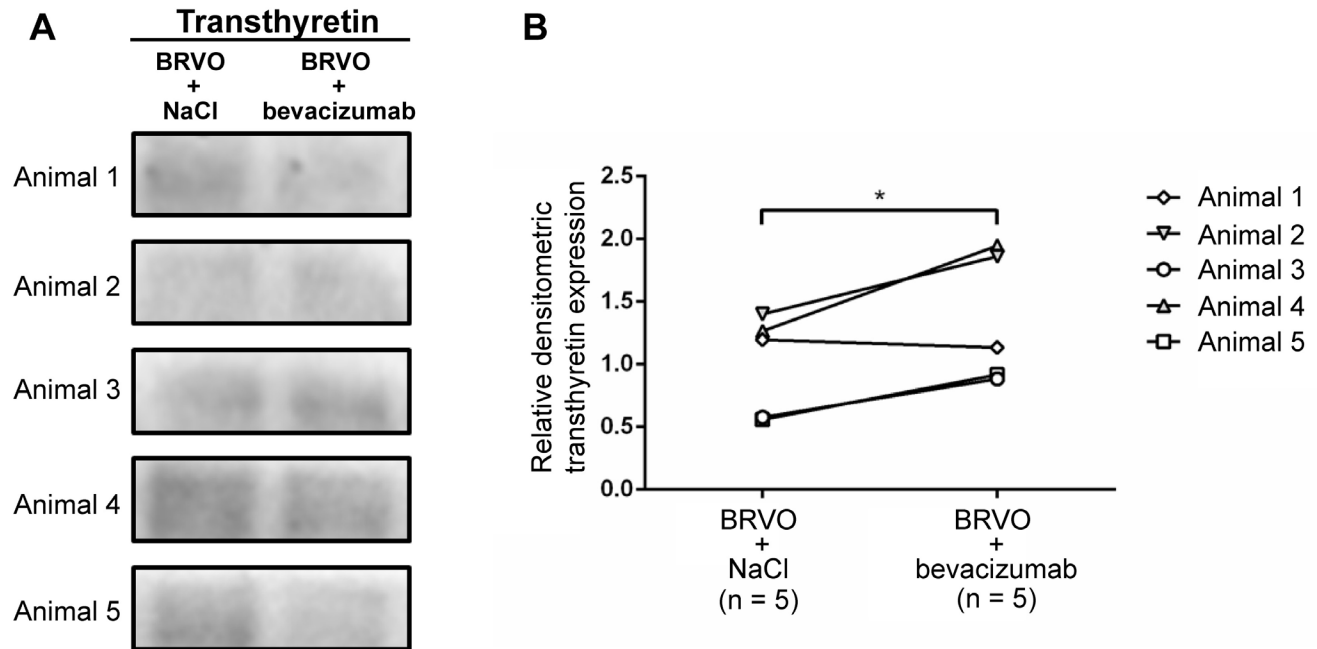 A
Transthyretin
BRVO
+
NaCl
BRVO
+
bevacizumab
Animal 1
Animal 2
Animal 3
Animal 4
Animal 5
B
Relative densitometric
transthyretin expression
2.5
2.0
1.5
1.0
0.5
0.0
*
BRVO
+
NaCl
(n = 5)
BRVO
+
bevacizumab
(n = 5)
Animal 1
Animal 2
Animal 3
Animal 4
Animal 5